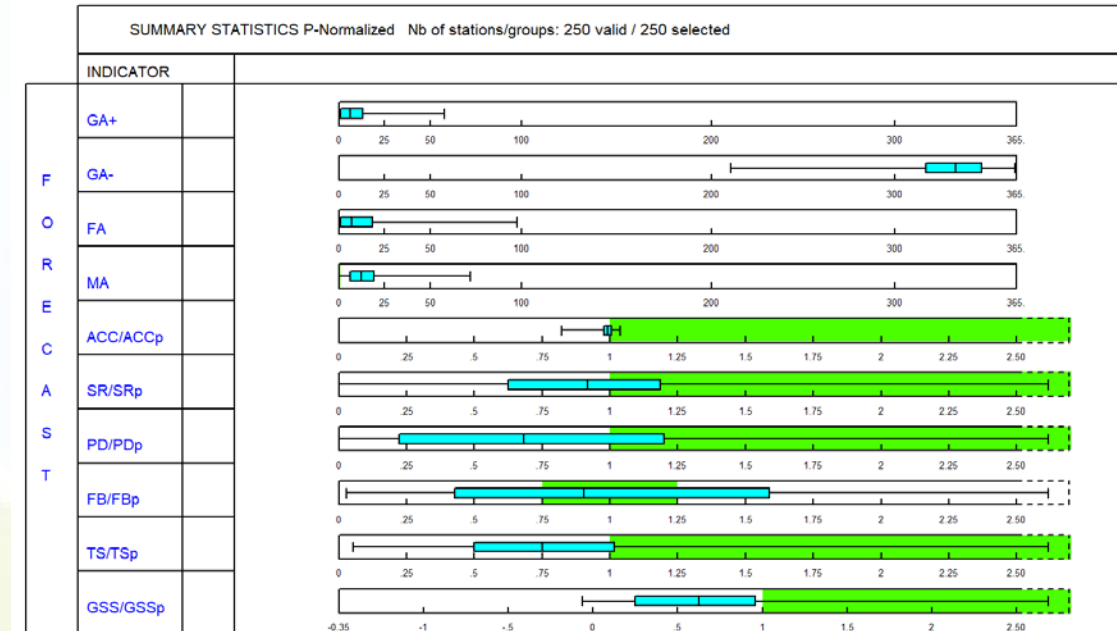 SUMMARY STATISTICS P-Normalized Nb of stations/groups: 250 valid / 250 selected
INDICATOR
FORECAST
GA+
0 25 50 100 200 300 365.
GA-
0 25 50 100 200 300 365.
FA
0 25 50 100 200 300 365.
MA
0 25 50 100 200 300 365.
ACC/ACCp
0 .25 .5 .75 1 1.25 1.5 1.75 2 2.25 2.50
SR/SRp
0 .25 .5 .75 1 1.25 1.5 1.75 2 2.25 2.50
PD/PDp
0 .25 .5 .75 1 1.25 1.5 1.75 2 2.25 2.50
FB/FBp
0 .25 .5 .75 1 1.25 1.5 1.75 2 2.25 2.50
TS/TSp
0 .25 .5 .75 1 1.25 1.5 1.75 2 2.25 2.50
GSS/GSSp
-0.35 -1 -.5 0 .5 1 1.5 2 2.50